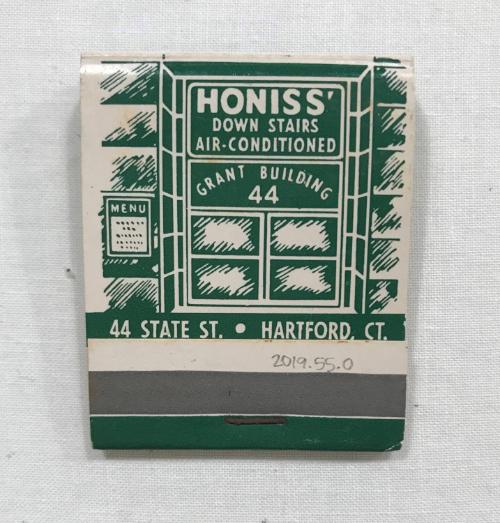 HONISS'
DOWN STAIRS
AIR-CONDITIONED
GRANT BUILDING
44
MENU
44 STATE ST. • HARTFORD, CT.
2019.55.0